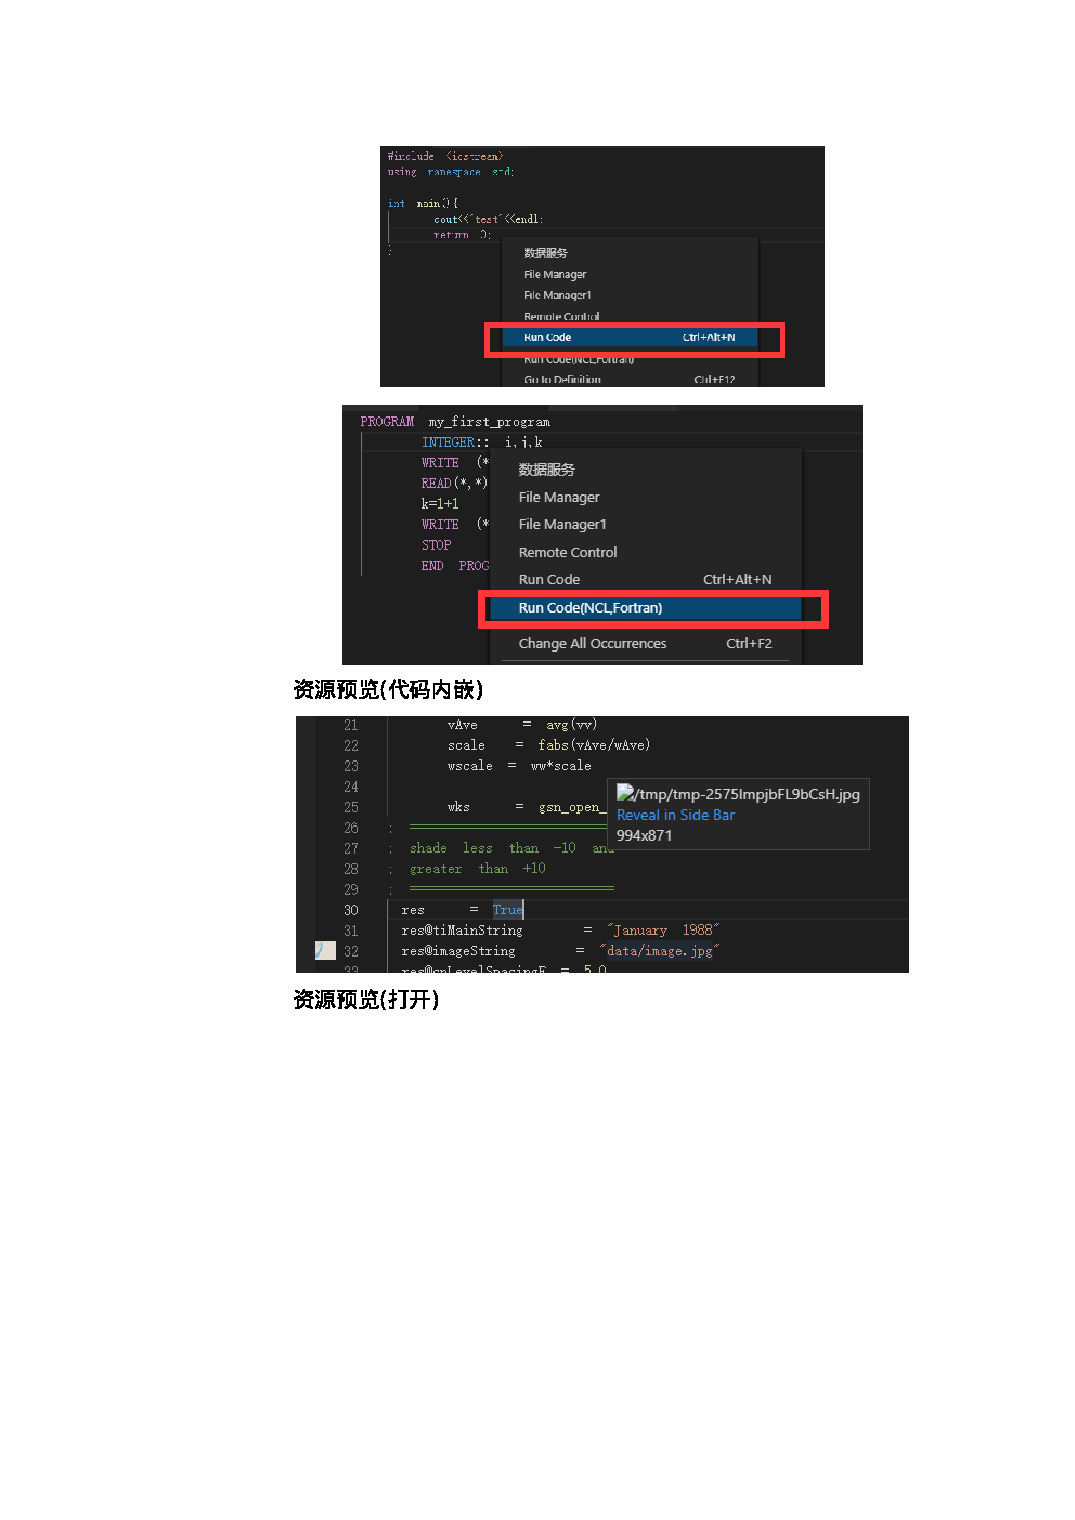 #include <iostream>
using namespace std;
int main(){
cout<<"test"<<endl;
return 0;
}
数据服务
File Manager
File Manager1
Remote Control
Run Code Ctrl+Alt+N
Run Code(NCL,Fortran)
Go to Definition Ctrl+F12
PROGRAM my_first_program
INTEGER:: i,j,k
WRITE (*
READ(*,*)
k=1+1
WRITE (*
STOP
END PROG
数据服务
File Manager
File Manager1
Remote Control
Run Code Ctrl+Alt+N
Run Code(NCL,Fortran)
Change All Occurrences Ctrl+F2
资源预览(代码内嵌)
21 vAve = avg(vv)
22 scale = fabs(vAve/wAve)
23 wscale = ww*scale
24
25 wks = gsn_open_
/tmp/tmp-2575ImpjbFL9bCsH.jpg
Reveal in Side Bar
994x871
26 ; ==========================
27 ; shade less than -10 and
28 ; greater than +10
29 ; ==========================
30 res = True
31 res@tiMainString = "January 1988"
32 res@imageString = "data/image.jpg"
33 res@cnLevelSpacingF = 5.0
资源预览(打开)